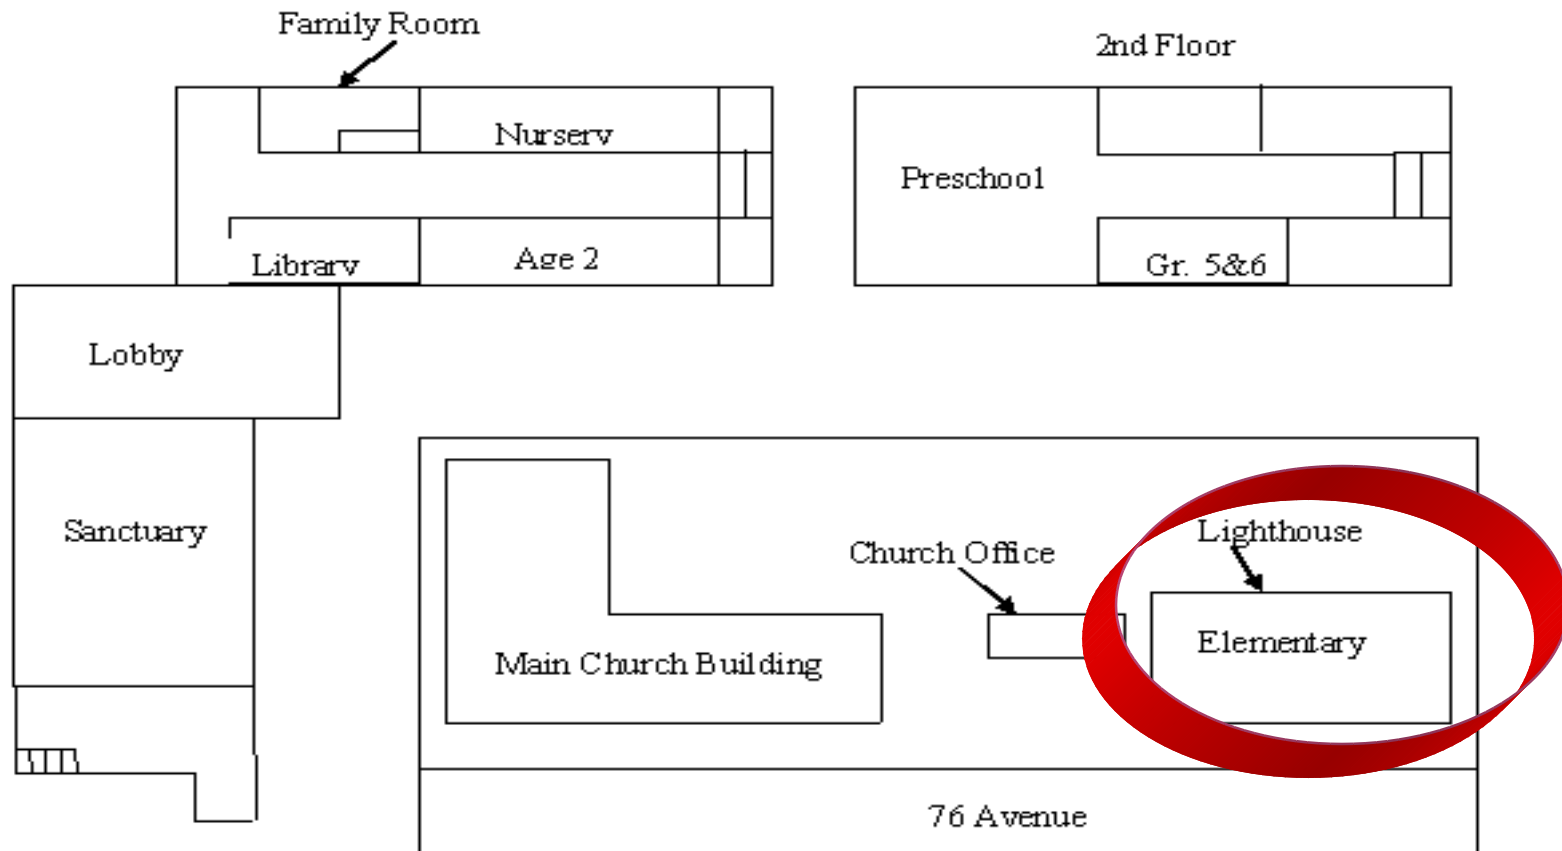 Family Room
2nd Floor
Nursery
Preschool
Library
Age 2
Gr. 5&6
Lobby
Sanctuary
Church Office
Lighthouse
Main Church Building
Elementary
76 Avenue